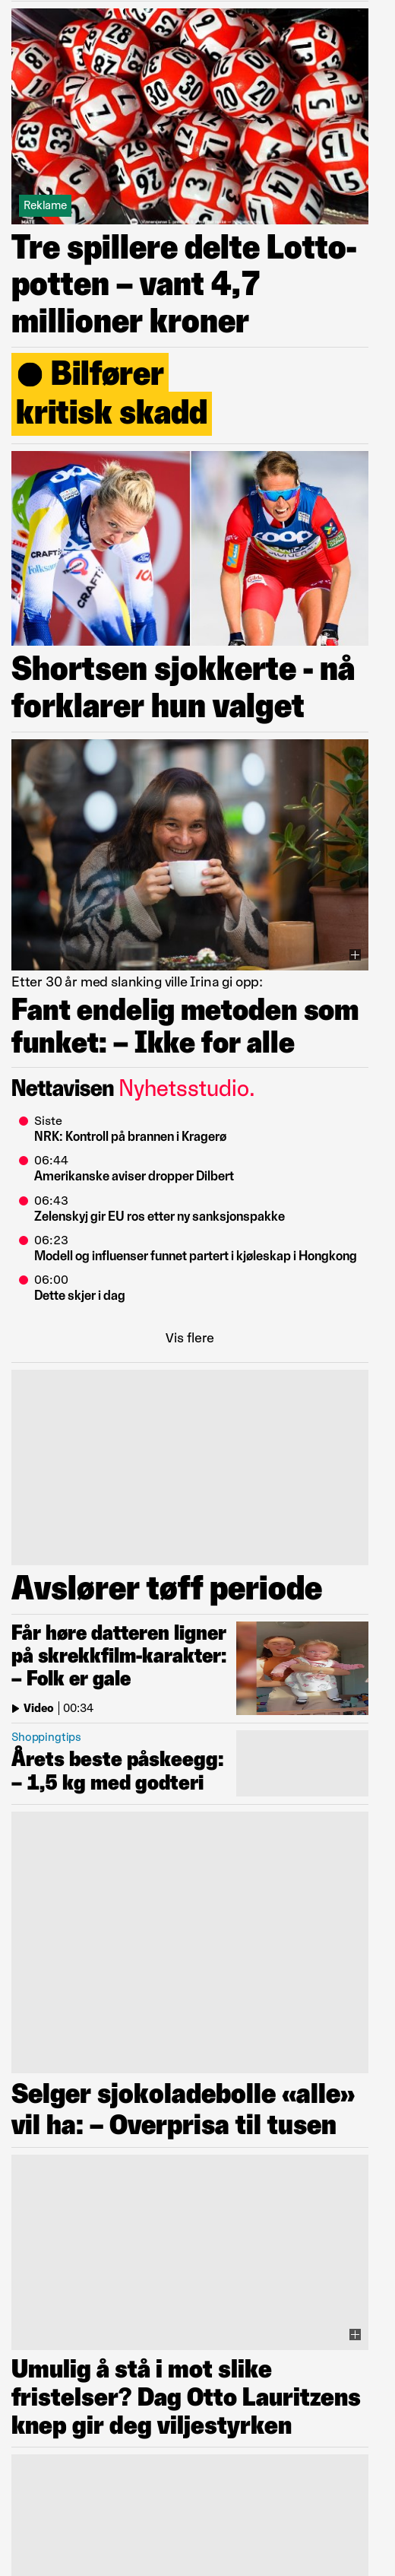 Reklame
Tre spillere delte Lotto-
potten – vant 4,7
millioner kroner
Bilfører
kritisk skadd
Shortsen sjokkerte - nå
forklarer hun valget
Etter 30 år med slanking ville Irina gi opp:
Fant endelig metoden som
funket: – Ikke for alle
Nettavisen Nyhetsstudio.
Siste
NRK: Kontroll på brannen i Kragerø
06:44
Amerikanske aviser dropper Dilbert
06:43
Zelenskyj gir EU ros etter ny sanksjonspakke
06:23
Modell og influenser funnet partert i kjøleskap i Hongkong
06:00
Dette skjer i dag
Vis flere
Avslører tøff periode
Får høre datteren ligner
på skrekkfilm-karakter:
– Folk er gale
Video | 00:34
Shoppingtips
Årets beste påskeegg:
– 1,5 kg med godteri
Selger sjokoladebolle «alle»
vil ha: – Overprisa til tusen
Umulig å stå i mot slike
fristelser? Dag Otto Lauritzens
knep gir deg viljestyrken